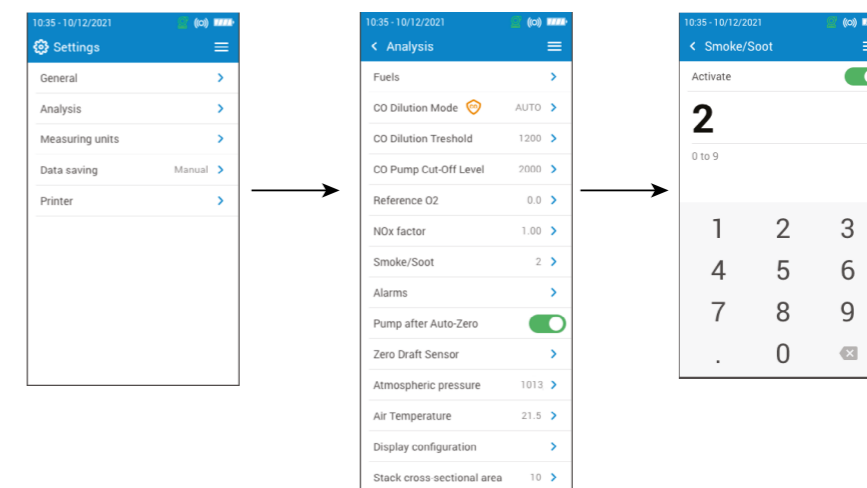 10:35 - 10/12/2021
Settings
General
Analysis
Measuring units
Data saving Manual
Printer
10:35 - 10/12/2021
Analysis
Fuels
CO Dilution Mode AUTO
CO Dilution Treshold 1200
CO Pump Cut-Off Level 2000
Reference O2 0.0
NOx factor 1.00
Smoke/Soot 2
Alarms
Pump after Auto-Zero
Zero Draft Sensor
Atmospheric pressure 1013
Air Temperature 21.5
Display configuration
Stack cross-sectional area 10
10:35 - 10/12/2021
Smoke/Soot
Activate
2
0 to 9
1 2 3
4 5 6
7 8 9
. 0